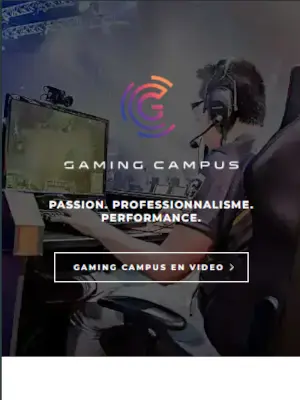 GAMING CAMPUS
PASSION. PROFESSIONNALISME.
PERFORMANCE.
GAMING CAMPUS EN VIDEO >